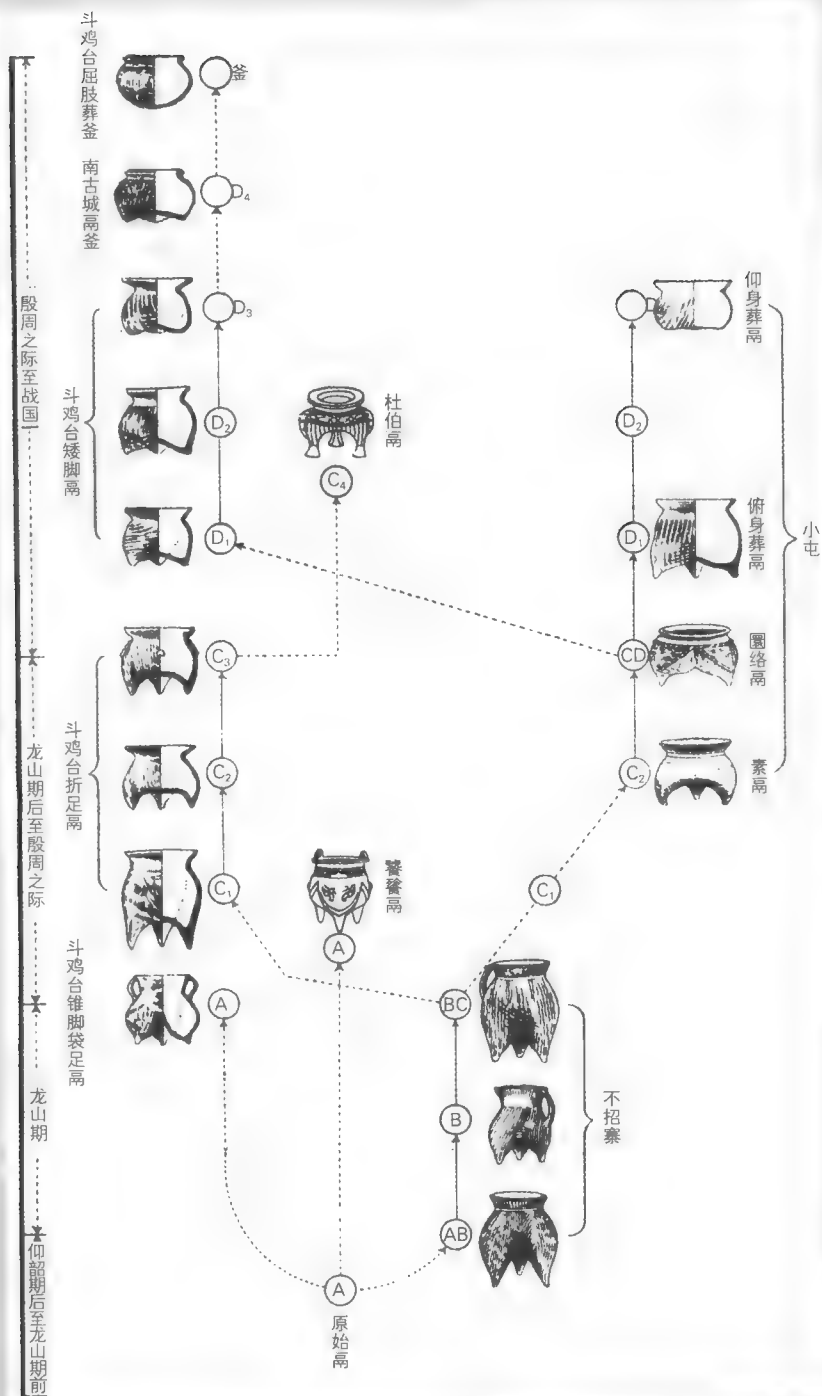 斗鸡台屈肢葬釜
釜
南古城鬲釜
D₄
D₃
斗鸡台矮脚鬲
D₂
D₁
殷周之际至战国
杜伯鬲
C₄
仰身葬鬲
D
D₂
俯身葬鬲
D₁
小屯
圜络鬲
CD
素鬲
C₂
C₁
斗鸡台折足鬲
C₃
C₂
C₁
龙山期后至殷周之际
饕餮鬲
A
斗鸡台锥脚袋足鬲
A
BC
B
AB
不招寨
龙山期
A
原始鬲
仰韶期后至龙山期前